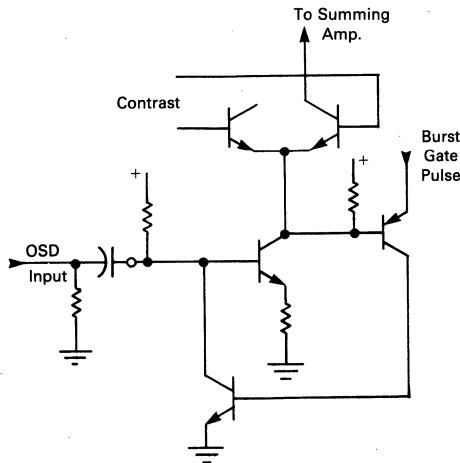 To Summing
Amp.
Contrast
Burst
Gate
Pulse
+
+
OSD
Input